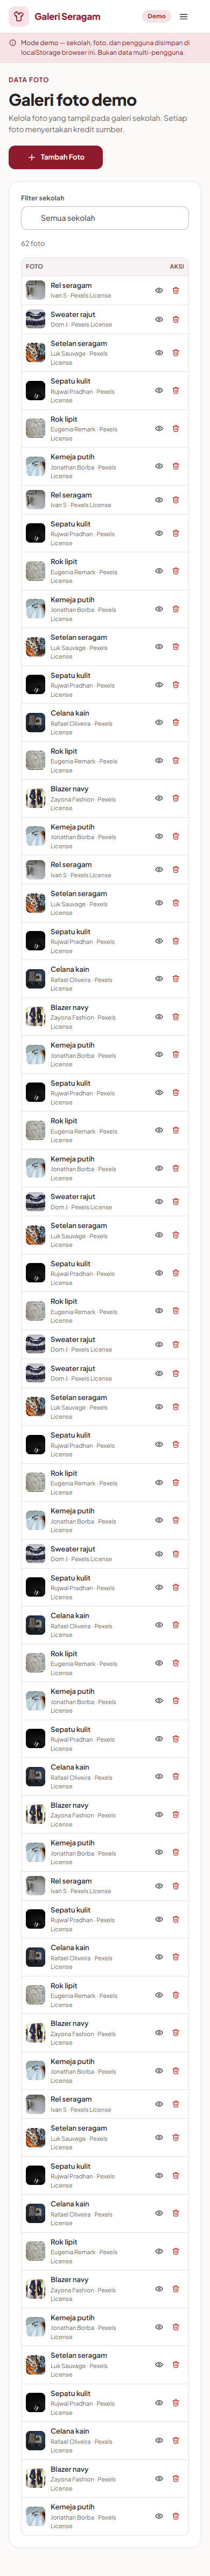 Galeri Seragam
Demo
Mode demo — sekolah, foto, dan pengguna disimpan di
localStorage browser ini. Bukan data multi-pengguna.
DATA FOTO
Galeri foto demo
Kelola foto yang tampil pada galeri sekolah. Setiap
foto menyertakan kredit sumber.
Tambah Foto
Filter sekolah
Semua sekolah
62 foto
FOTO AKSI
Rel seragam
Ivan S · Pexels License
Sweater rajut
Dom J · Pexels License
Setelan seragam
Luk Sauvage · Pexels
License
Sepatu kulit
Rujwal Pradhan · Pexels
License
Rok lipit
Eugenia Remark · Pexels
License
Kemeja putih
Jonathan Borba · Pexels
License
Rel seragam
Ivan S · Pexels License
Sepatu kulit
Rujwal Pradhan · Pexels
License
Rok lipit
Eugenia Remark · Pexels
License
Kemeja putih
Jonathan Borba · Pexels
License
Setelan seragam
Luk Sauvage · Pexels
License
Sepatu kulit
Rujwal Pradhan · Pexels
License
Celana kain
Rafael Oliveira · Pexels
License
Rok lipit
Eugenia Remark · Pexels
License
Blazer navy
Zayona Fashion · Pexels
License
Kemeja putih
Jonathan Borba · Pexels
License
Rel seragam
Ivan S · Pexels License
Setelan seragam
Luk Sauvage · Pexels
License
Sepatu kulit
Rujwal Pradhan · Pexels
License
Celana kain
Rafael Oliveira · Pexels
License
Blazer navy
Zayona Fashion · Pexels
License
Kemeja putih
Jonathan Borba · Pexels
License
Sepatu kulit
Rujwal Pradhan · Pexels
License
Rok lipit
Eugenia Remark · Pexels
License
Kemeja putih
Jonathan Borba · Pexels
License
Sweater rajut
Dom J · Pexels License
Setelan seragam
Luk Sauvage · Pexels
License
Sepatu kulit
Rujwal Pradhan · Pexels
License
Rok lipit
Eugenia Remark · Pexels
License
Sweater rajut
Dom J · Pexels License
Sweater rajut
Dom J · Pexels License
Setelan seragam
Luk Sauvage · Pexels
License
Sepatu kulit
Rujwal Pradhan · Pexels
License
Rok lipit
Eugenia Remark · Pexels
License
Kemeja putih
Jonathan Borba · Pexels
License
Sweater rajut
Dom J · Pexels License
Sepatu kulit
Rujwal Pradhan · Pexels
License
Celana kain
Rafael Oliveira · Pexels
License
Rok lipit
Eugenia Remark · Pexels
License
Kemeja putih
Jonathan Borba · Pexels
License
Sepatu kulit
Rujwal Pradhan · Pexels
License
Celana kain
Rafael Oliveira · Pexels
License
Blazer navy
Zayona Fashion · Pexels
License
Kemeja putih
Jonathan Borba · Pexels
License
Rel seragam
Ivan S · Pexels License
Sepatu kulit
Rujwal Pradhan · Pexels
License
Celana kain
Rafael Oliveira · Pexels
License
Rok lipit
Eugenia Remark · Pexels
License
Blazer navy
Zayona Fashion · Pexels
License
Kemeja putih
Jonathan Borba · Pexels
License
Rel seragam
Ivan S · Pexels License
Setelan seragam
Luk Sauvage · Pexels
License
Sepatu kulit
Rujwal Pradhan · Pexels
License
Celana kain
Rafael Oliveira · Pexels
License
Rok lipit
Eugenia Remark · Pexels
License
Blazer navy
Zayona Fashion · Pexels
License
Kemeja putih
Jonathan Borba · Pexels
License
Setelan seragam
Luk Sauvage · Pexels
License
Sepatu kulit
Rujwal Pradhan · Pexels
License
Celana kain
Rafael Oliveira · Pexels
License
Blazer navy
Zayona Fashion · Pexels
License
Kemeja putih
Jonathan Borba · Pexels
License